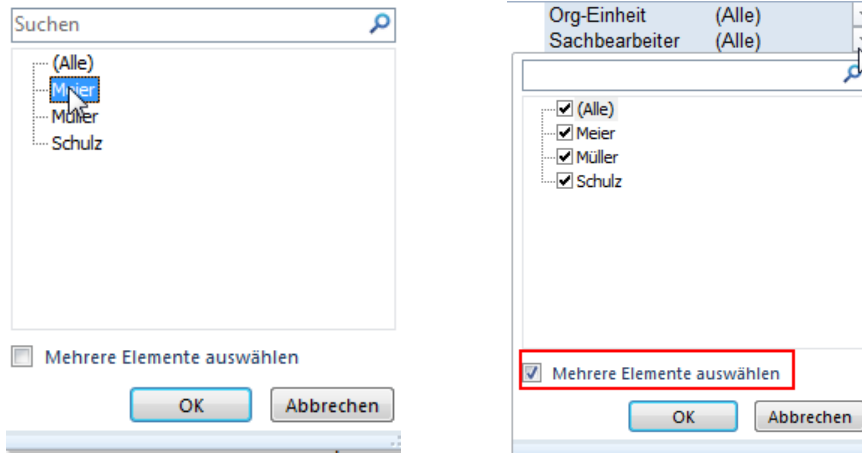 Suchen
(Alle)
Meier
Müller
Schulz
Mehrere Elemente auswählen
OK
Abbrechen
Org-Einheit (Alle)
Sachbearbeiter (Alle)
(Alle)
Meier
Müller
Schulz
Mehrere Elemente auswählen
OK
Abbrechen